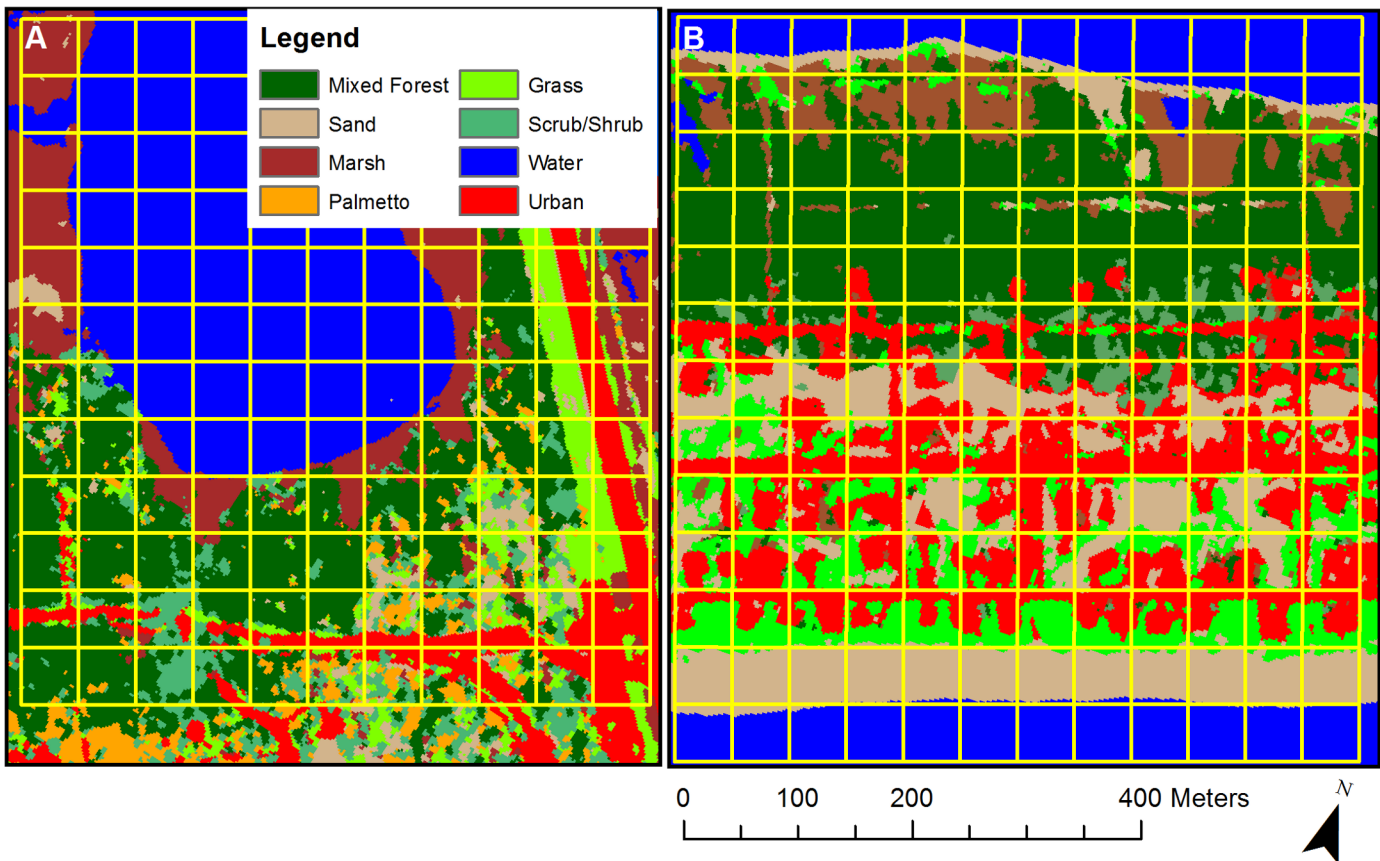 A
Legend
Mixed Forest
Grass
Sand
Scrub/Shrub
Marsh
Water
Palmetto
Urban
B
0 100 200 400 Meters
N